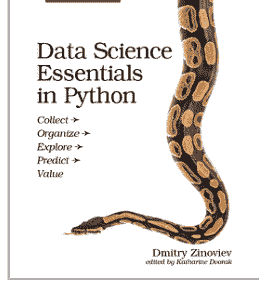 Data Science
Essentials
in Python
Collect →
Organize →
Explore →
Predict →
Value
Dmitry Zinoviev
edited by Katharine Dvorak